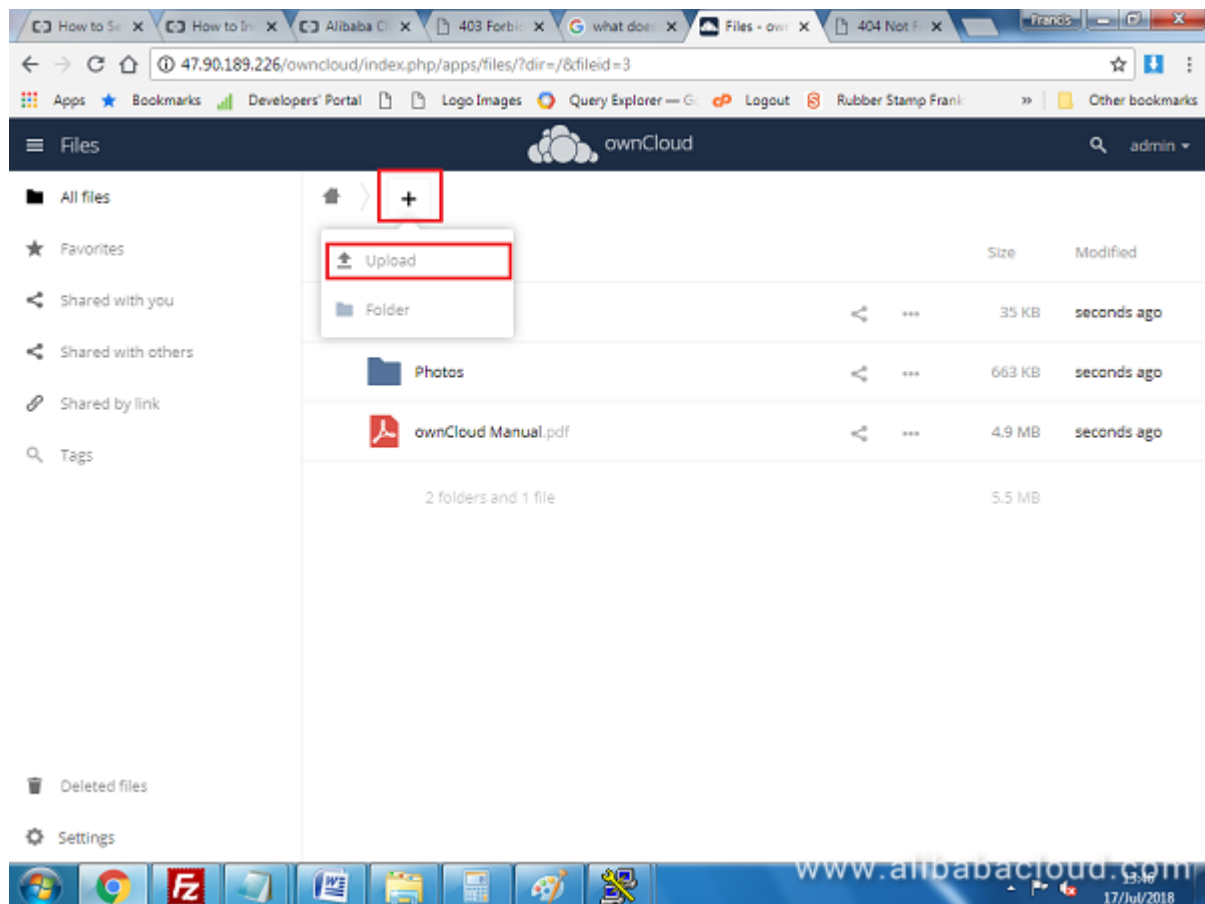 How to Se
How to In
Alibaba Cl
403 Forbi
what does
Files - own
404 Not F
Francis
47.90.189.226/owncloud/index.php/apps/files/?dir=/&fileid=3
Apps
Bookmarks
Developers' Portal
Logo Images
Query Explorer — G
Logout
Rubber Stamp Frank
»
Other bookmarks
Files
ownCloud
admin
All files
Favorites
Shared with you
Shared with others
Shared by link
Tags
Deleted files
Settings
+
Upload
Folder
Size
Modified
35 KB
seconds ago
Photos
663 KB
seconds ago
ownCloud Manual.pdf
4.9 MB
seconds ago
2 folders and 1 file
5.5 MB
www.alibabacloud.com
17/Jul/2018